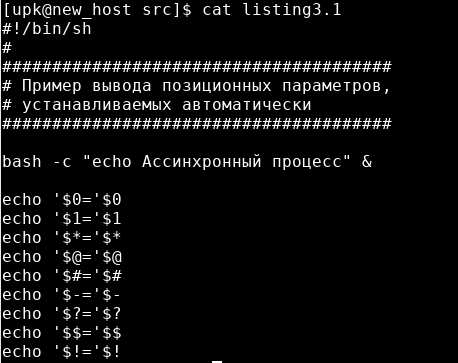 [upk@new_host src]$ cat listing3.1
#!/bin/sh
#
#######################################
# Пример вывода позиционных параметров,
# устанавливаемых автоматически
#######################################
bash -c "echo Ассинхронный процесс" &
echo '$0='$0
echo '$1='$1
echo '$*='$*
echo '$@='$@
echo '$#='$#
echo '$-='$-
echo '$?='$?
echo '$$='$$
echo '$!='$!